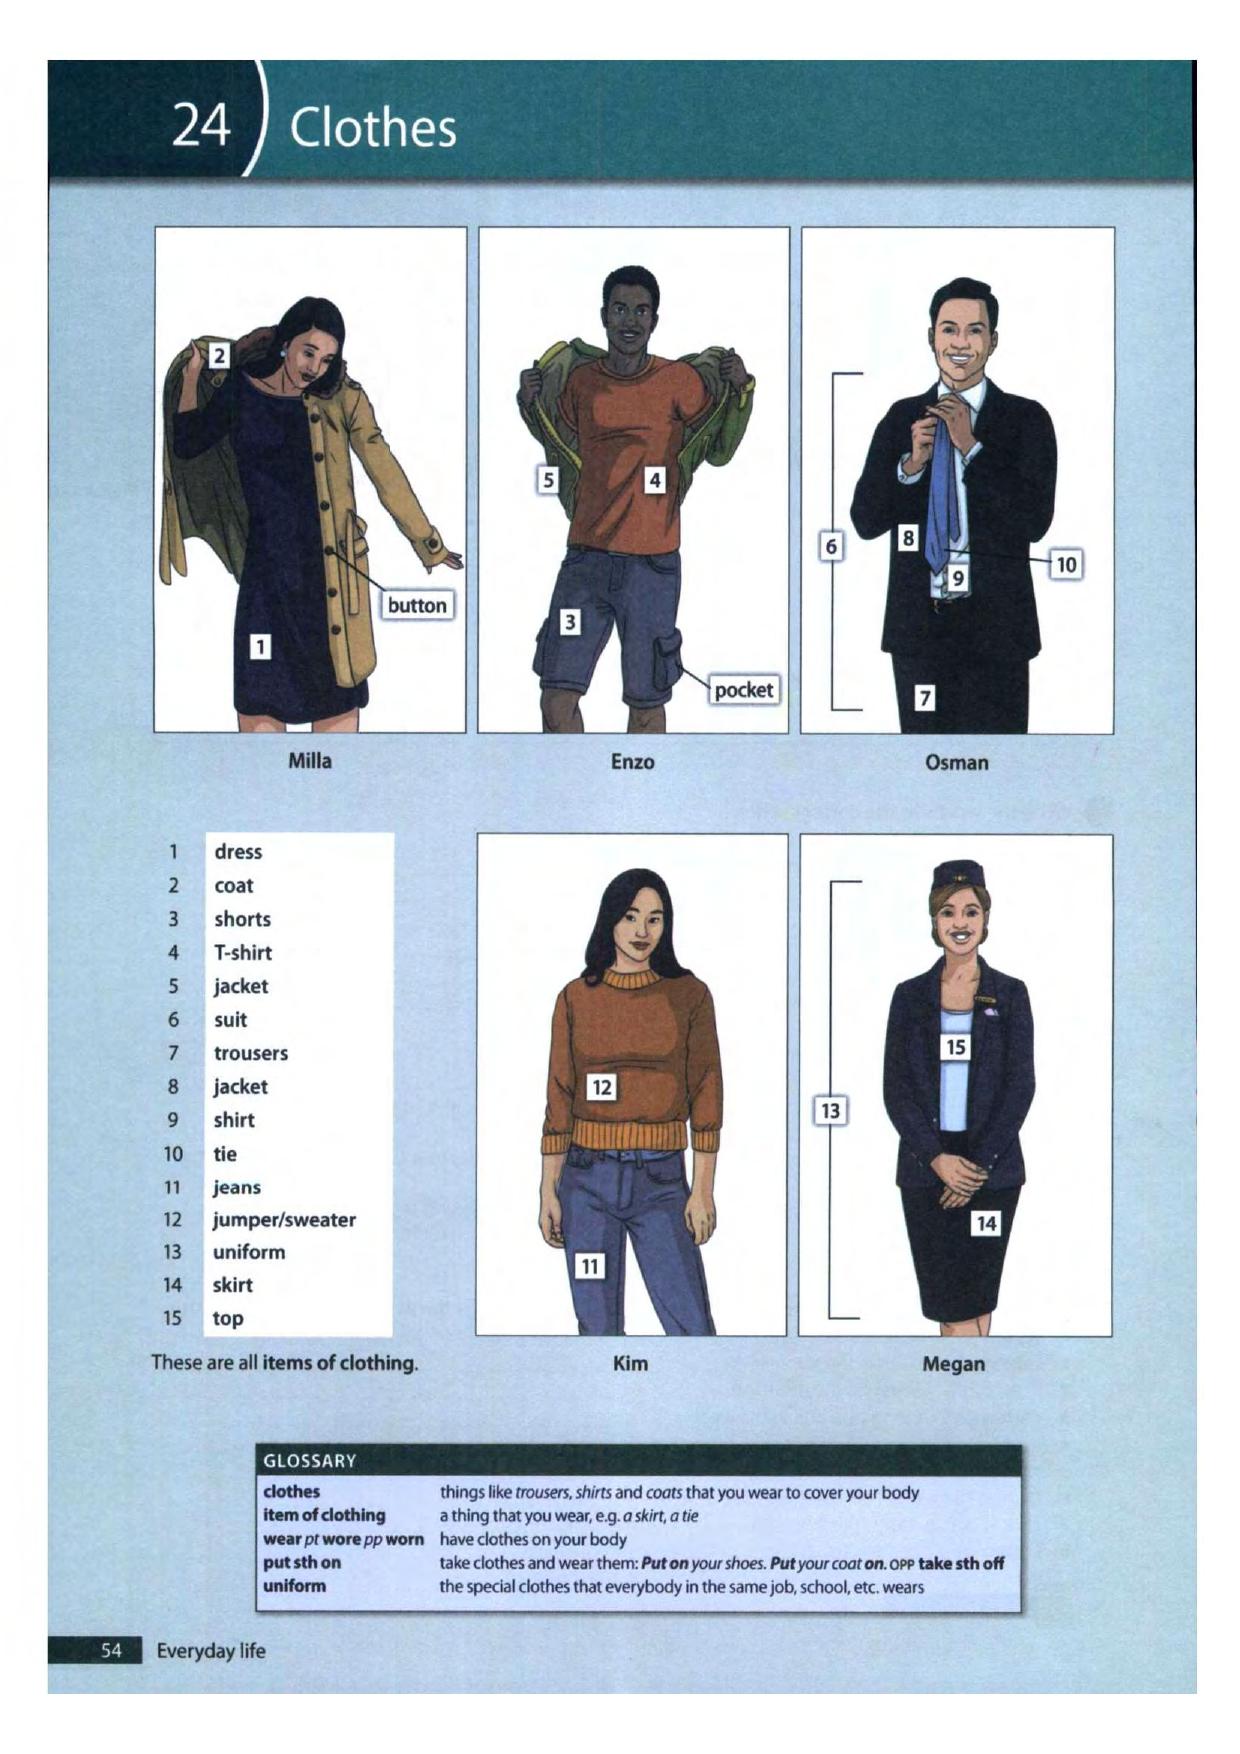 24 Clothes
2
1
button
5
4
3
pocket
6
8
9
10
7
Milla
Enzo
Osman
1 dress
2 coat
3 shorts
4 T-shirt
5 jacket
6 suit
7 trousers
8 jacket
9 shirt
10 tie
11 jeans
12 jumper/sweater
13 uniform
14 skirt
15 top
These are all items of clothing.
12
11
15
13
14
Kim
Megan
GLOSSARY
clothes things like trousers, shirts and coats that you wear to cover your body
item of clothing a thing that you wear, e.g. a skirt, a tie
wear pt wore pp worn have clothes on your body
put sth on take clothes and wear them: Put on your shoes. Put your coat on. OPP take sth off
uniform the special clothes that everybody in the same job, school, etc. wears
54 Everyday life